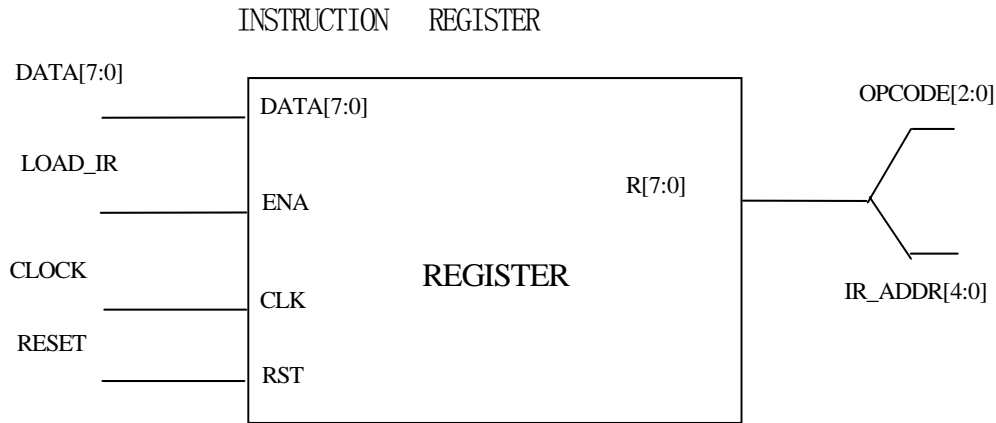 INSTRUCTION REGISTER
DATA[7:0]
DATA[7:0]
OPCODE[2:0]
LOAD_IR
R[7:0]
ENA
CLOCK
REGISTER
IR_ADDR[4:0]
CLK
RESET
RST